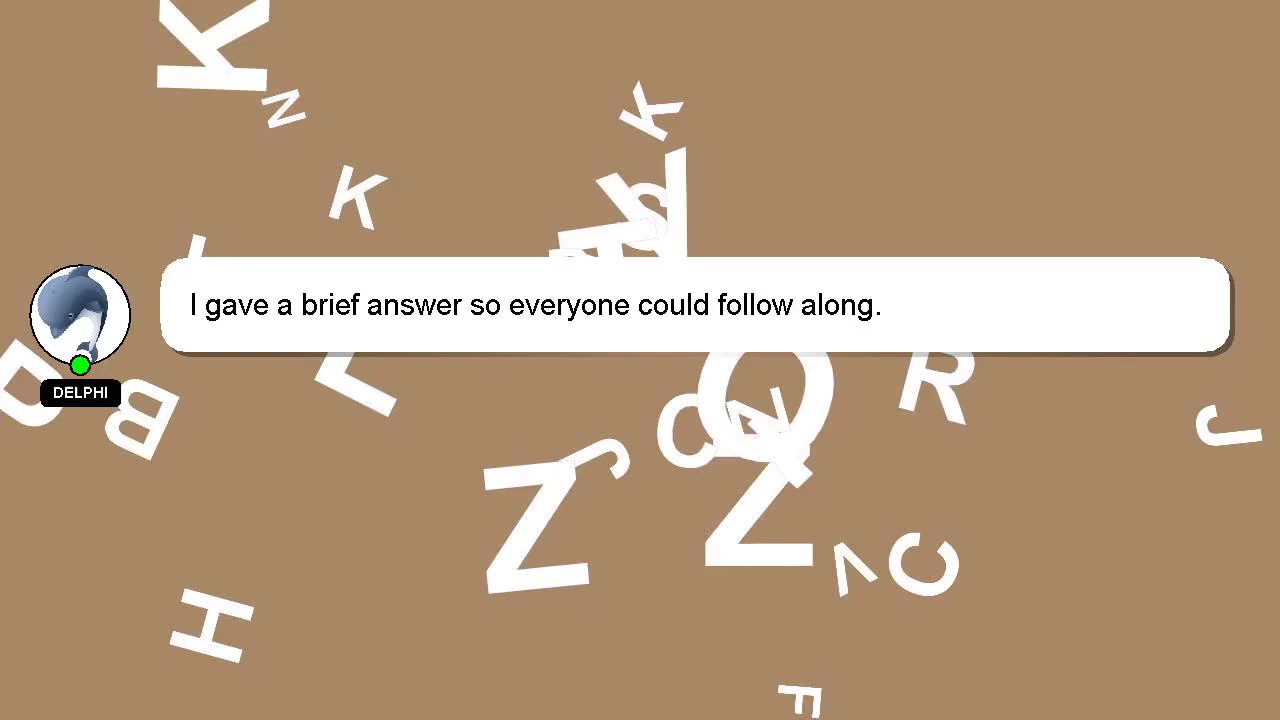 I gave a brief answer so everyone could follow along.
DELPHI
K
N
K
K
S
B
L
J
C
Q
N
R
J
Z
Z
V
C
H
F